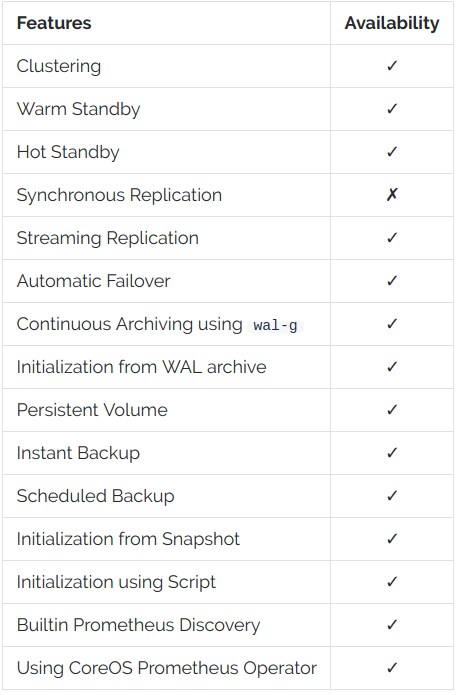 Features Availability
Clustering ✓
Warm Standby ✓
Hot Standby ✓
Synchronous Replication ✗
Streaming Replication ✓
Automatic Failover ✓
Continuous Archiving using wal-g ✓
Initialization from WAL archive ✓
Persistent Volume ✓
Instant Backup ✓
Scheduled Backup ✓
Initialization from Snapshot ✓
Initialization using Script ✓
Builtin Prometheus Discovery ✓
Using CoreOS Prometheus Operator ✓